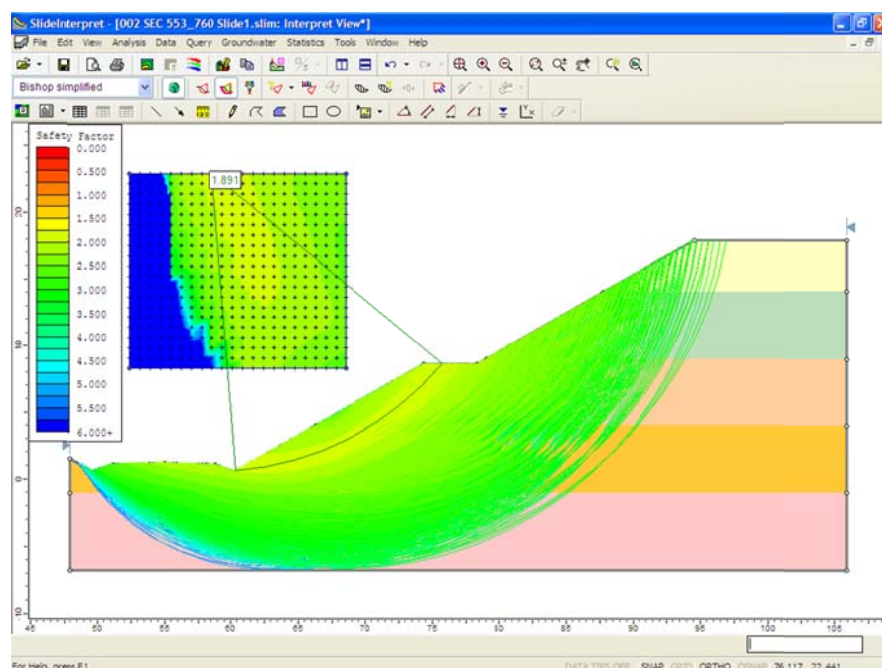 SlideInterpret - [002 SEC 553_760 Slide1.slim: Interpret View*]
File Edit View Analysis Data Query Groundwater Statistics Tools Window Help
Bishop simplified
Safety Factor
0.000
0.500
1.000
1.500
2.000
2.500
3.000
3.500
4.000
4.500
5.000
5.500
6.000+
1.891
20
10
0
-10
45 50 55 60 65 70 75 80 85 90 95 100 105
For Help, press F1
DATA TIPS OFF SNAP GRID ORTHO OSNAP 76.117, 22.441